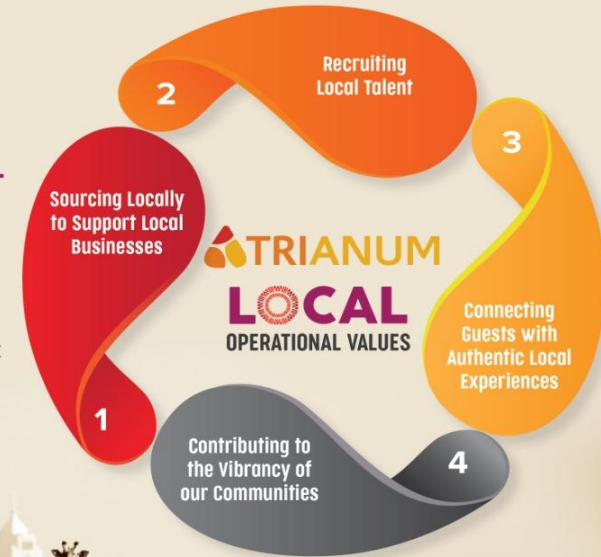 1
Sourcing Locally
to Support Local
Businesses
2
Recruiting
Local Talent
3
Connecting
Guests with
Authentic Local
Experiences
4
Contributing to
the Vibrancy of
our Communities
TRIANUM
LOCAL
OPERATIONAL VALUES